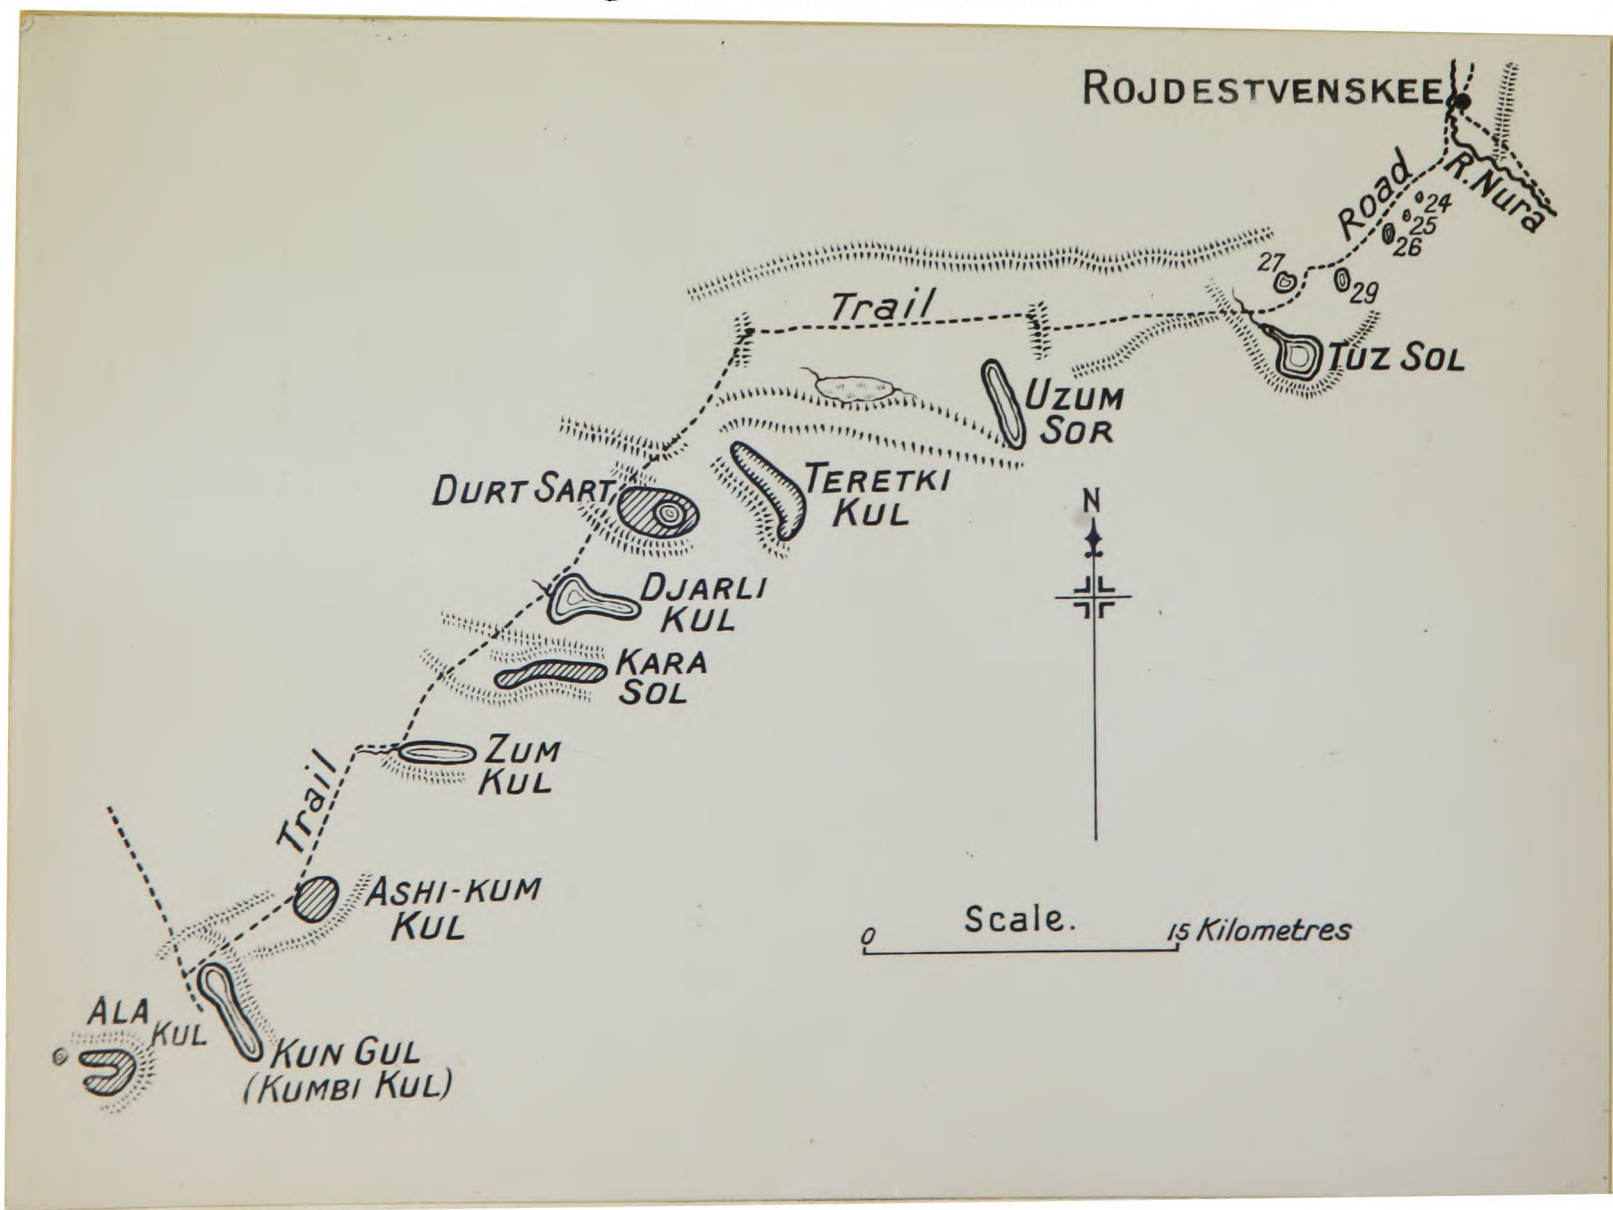 ROJDESTVENSKEE
Road
R. Nura
24
25
26
27
29
Trail
TUZ SOL
UZUM
SOR
DURT SART
TERETKI
KUL
N
DJARLI
KUL
KARA
SOL
ZUM
KUL
Trail
ASHI-KUM
KUL
Scale.
0
15 Kilometres
ALA
KUL
KUN GUL
(KUMBI KUL)